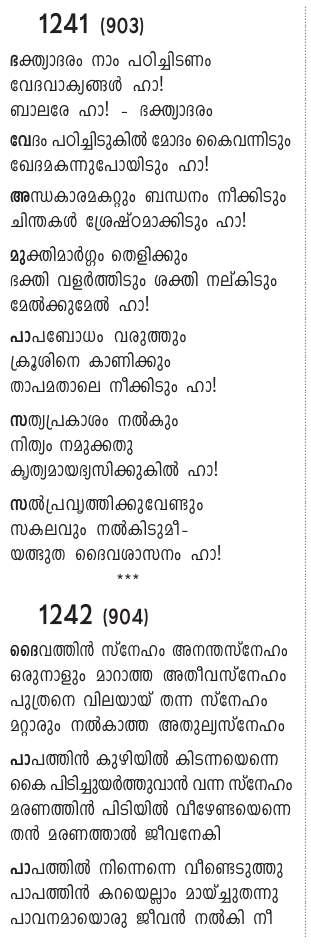 1241 (903)
ഭക്ത്യാദരം നാം പഠിച്ചിടണം
വേദവാക്യങ്ങൾ ഹാ!
ബാലരേ ഹാ! - ഭക്ത്യാദരം
വേദം പഠിച്ചിടുകിൽ മോദം കൈവന്നിടും
ഖേദമകന്നുപോയിടും ഹാ!
അന്ധകാരമകറ്റും ബന്ധനം നീക്കിടും
ചിന്തകൾ ശ്രേഷ്ഠമാക്കിടും ഹാ!
മുക്തിമാർഗ്ഗം തെളിക്കും
ഭക്തി വളർത്തിടും ശക്തി നല്കിടും
മേൽക്കുമേൽ ഹാ!
പാപബോധം വരുത്തും
ക്രൂശിനെ കാണിക്കും
താപമതാലെ നീക്കിടും ഹാ!
സത്യപ്രകാശം നൽകും
നിത്യം നമുക്കതു
കൃത്യമായഭ്യസിക്കുകിൽ ഹാ!
സൽപ്രവൃത്തിക്കുവേണ്ടും
സകലവും നൽകിടുമീ-
യത്ഭുത ദൈവശാസനം ഹാ!
***
1242 (904)
ദൈവത്തിൻ സ്നേഹം അനന്തസ്നേഹം
ഒരുനാളും മാറാത്ത അതീവസ്നേഹം
പുത്രനെ വിലയായ് തന്ന സ്നേഹം
മറ്റാരും നൽകാത്ത അതുല്യസ്നേഹം
പാപത്തിൻ കുഴിയിൽ കിടന്നയെന്നെ
കൈ പിടിച്ചുയർത്തുവാൻ വന്ന സ്നേഹം
മരണത്തിൻ പിടിയിൽ വീഴേണ്ടയെന്നെ
തൻ മരണത്താൽ ജീവനേകി
പാപത്തിൽ നിന്നെന്നെ വീണ്ടെടുത്തു
പാപത്തിൻ കറയെല്ലാം മായ്ച്ചുതന്നു
പാവനമായൊരു ജീവൻ നൽകി നീ